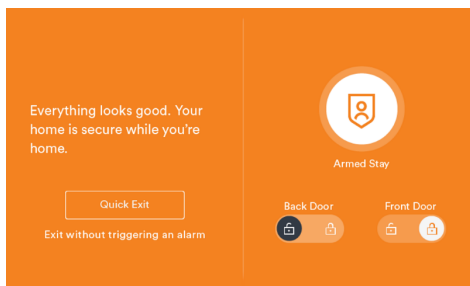 Everything looks good. Your
home is secure while you're
home.
Quick Exit
Exit without triggering an alarm
Armed Stay
Back Door
Front Door